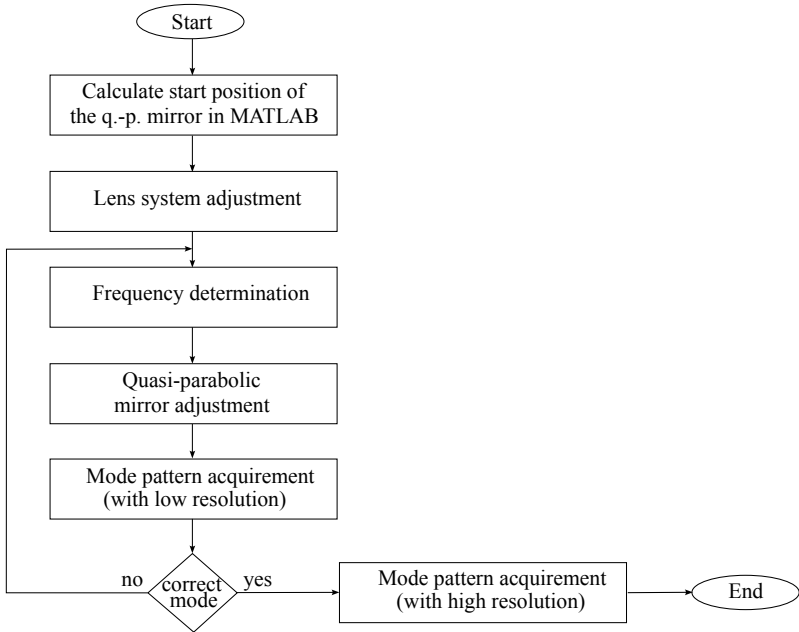 Start
Calculate start position of
the q.-p. mirror in MATLAB
Lens system adjustment
Frequency determination
Quasi-parabolic
mirror adjustment
Mode pattern acquirement
(with low resolution)
no
correct
mode
yes
Mode pattern acquirement
(with high resolution)
End